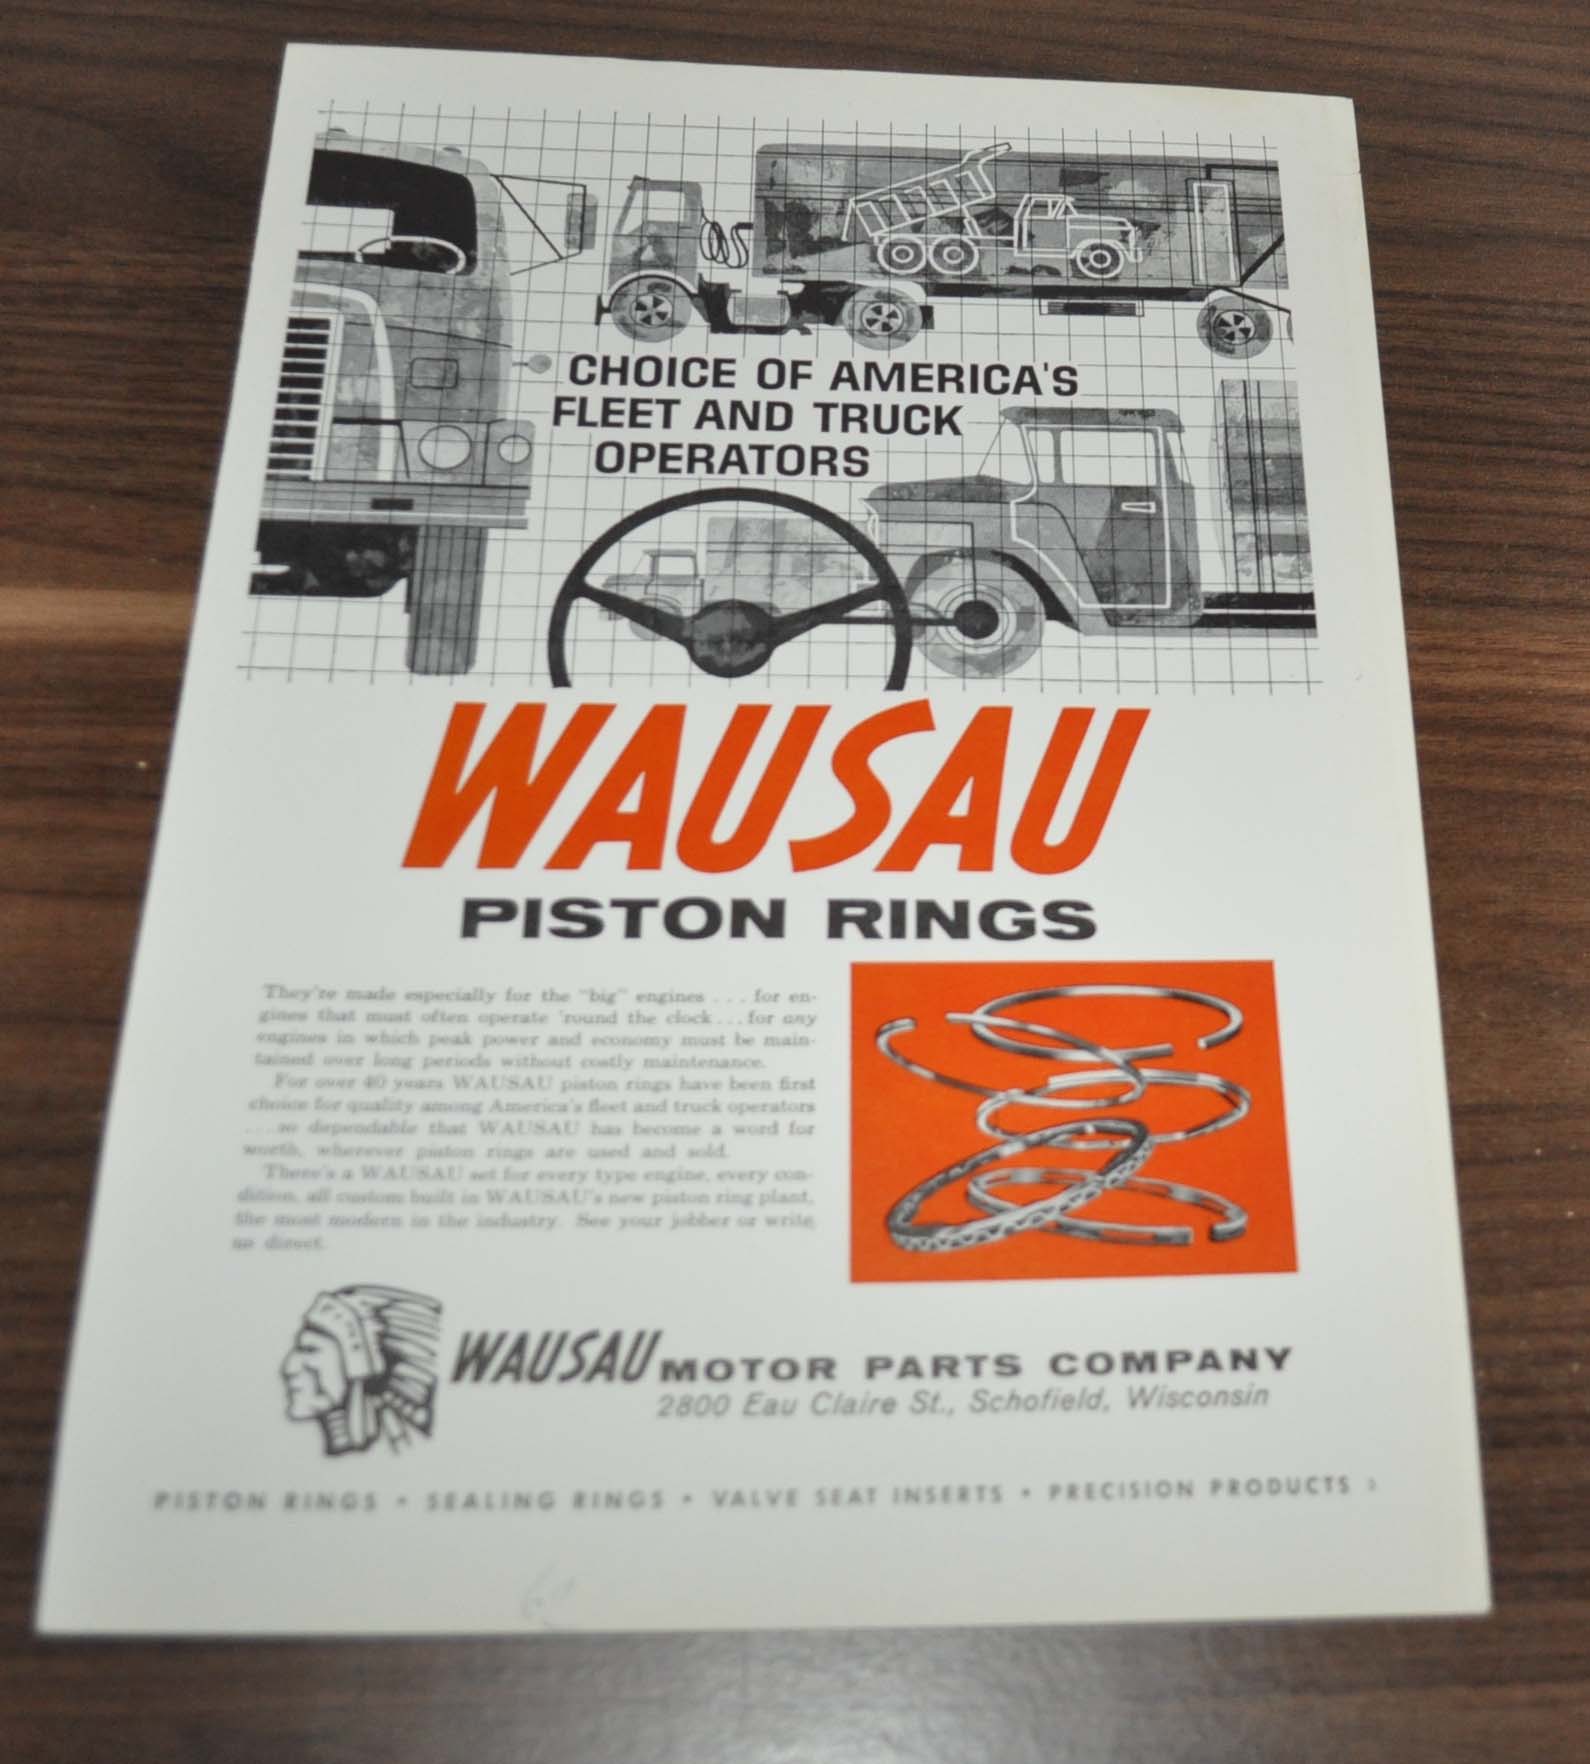 CHOICE OF AMERICA'S
FLEET AND TRUCK
OPERATORS
WAUSAU
PISTON RINGS
They're made especially for the "big" engines . . . for en-
gines that must often operate 'round the clock . . . for any
engines in which peak power and economy must be main-
tained over long periods without costly maintenance.
For over 40 years WAUSAU piston rings have been first
choice for quality among America's fleet and truck operators
. . . so dependable that WAUSAU has become a word for
worth, wherever piston rings are used and sold.
There's a WAUSAU set for every type engine, every con-
dition, all custom built in WAUSAU's new piston ring plant,
the most modern in the industry. See your jobber or write
us direct.
WAUSAU MOTOR PARTS COMPANY
2800 Eau Claire St., Schofield, Wisconsin
PISTON RINGS • SEALING RINGS • VALVE SEAT INSERTS • PRECISION PRODUCTS